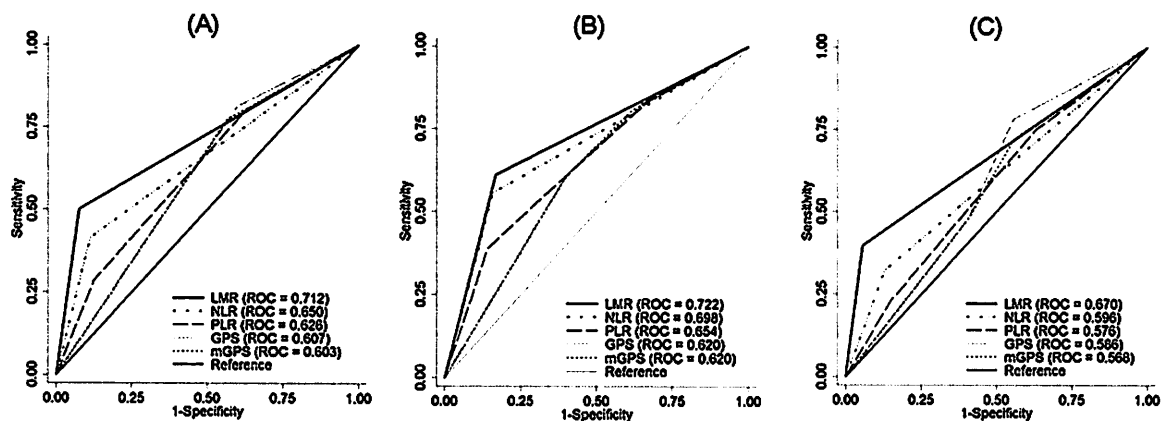 (A)
1.00
0.75
0.50
0.25
0.00
Sensitivity
LMR (ROC = 0.712)
NLR (ROC = 0.650)
PLR (ROC = 0.626)
GPS (ROC = 0.607)
mGPS (ROC = 0.603)
Reference
0.00 0.25 0.50 0.75 1.00
1-Specificity
(B)
1.00
0.75
0.50
0.25
0.00
Sensitivity
LMR (ROC = 0.722)
NLR (ROC = 0.698)
PLR (ROC = 0.654)
GPS (ROC = 0.620)
mGPS (ROC = 0.620)
Reference
0.00 0.25 0.50 0.75 1.00
1-Specificity
(C)
1.00
0.75
0.50
0.25
0.00
Sensitivity
LMR (ROC = 0.670)
NLR (ROC = 0.596)
PLR (ROC = 0.576)
GPS (ROC = 0.586)
mGPS (ROC = 0.568)
Reference
0.00 0.25 0.50 0.75 1.00
1-Specificity